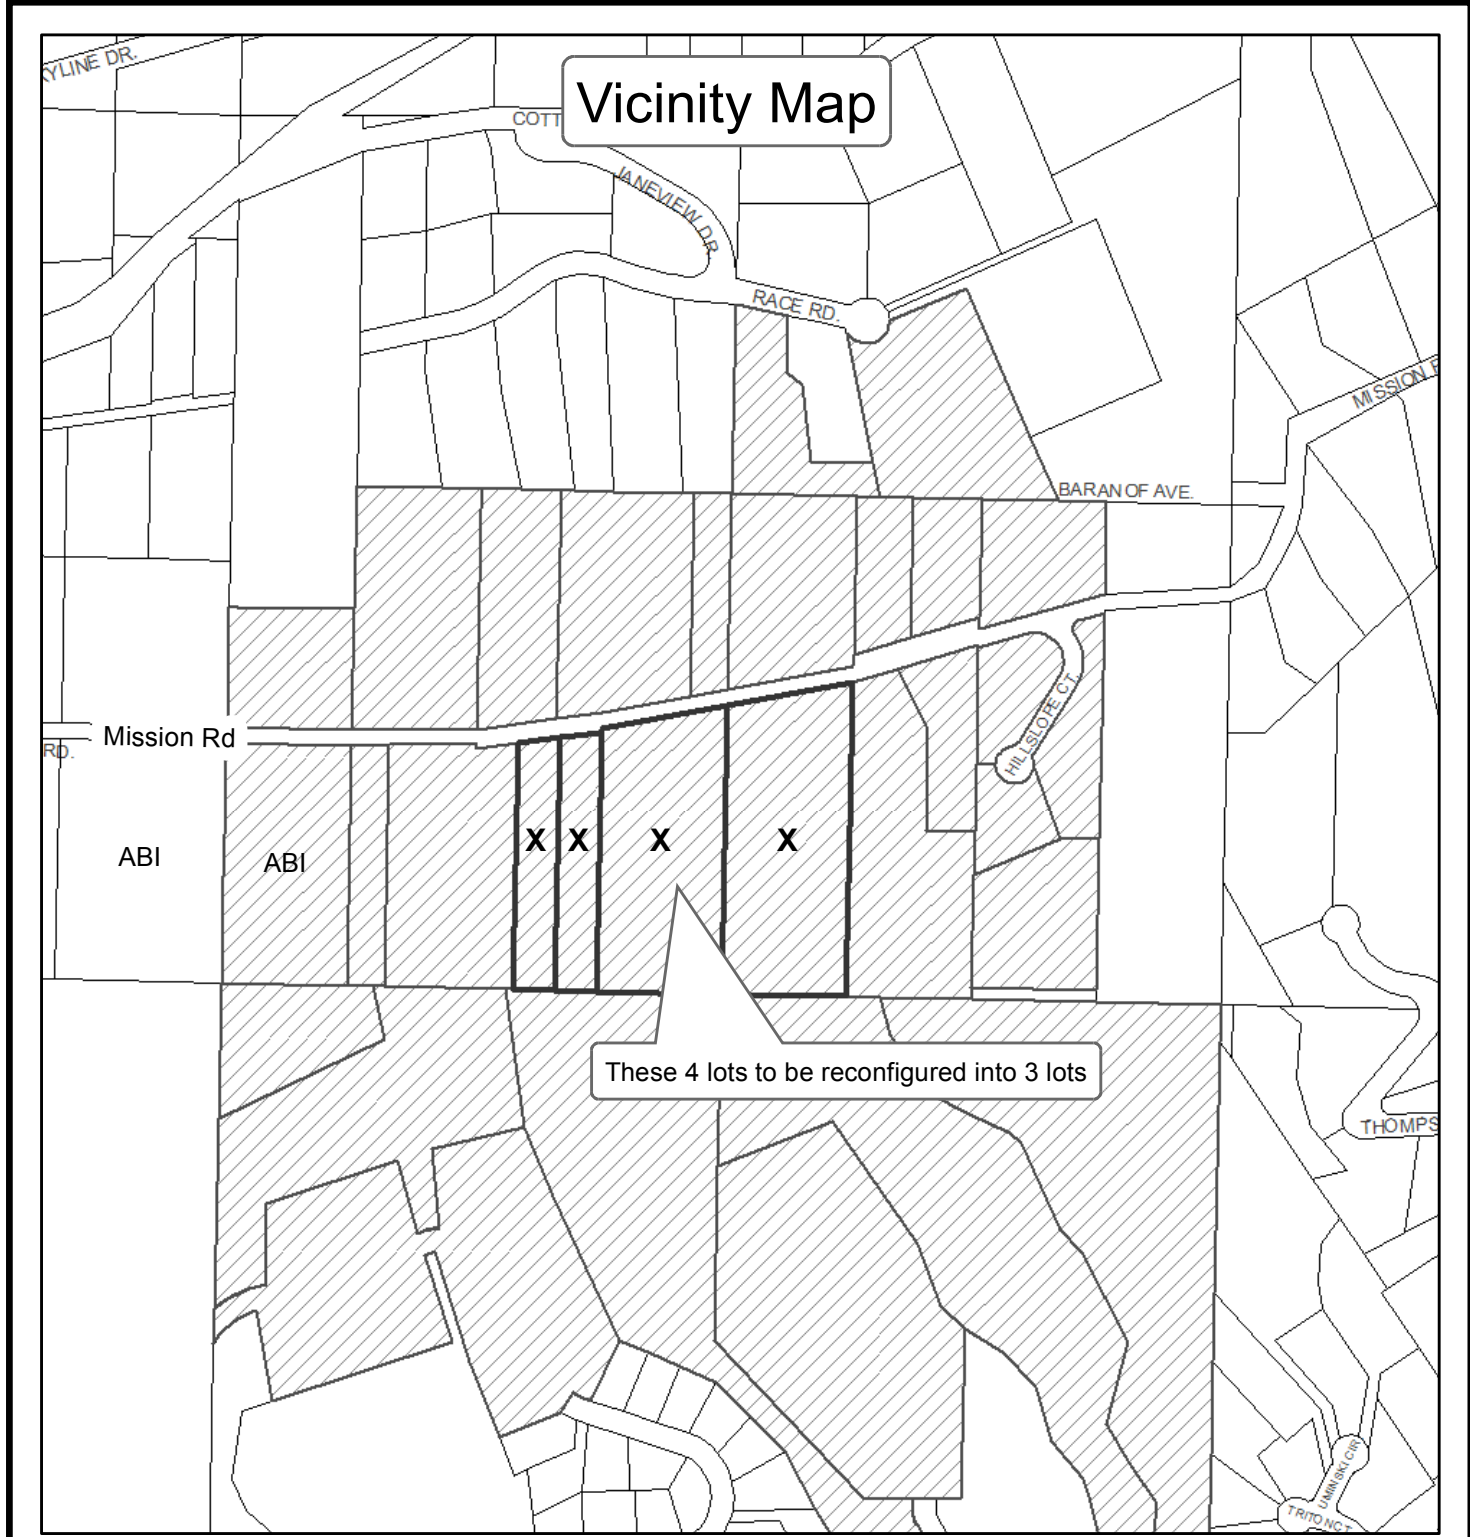 KYLINE DR.
Vicinity Map
COTT
JANEVIEW DR.
RACE RD.
MISSION R
BARANOF AVE.
HILLSLOPE CT.
Mission Rd
RD.
X X X X
ABI
ABI
These 4 lots to be reconfigured into 3 lots
THOMPS
UMINSKI CIR
TRITON CT